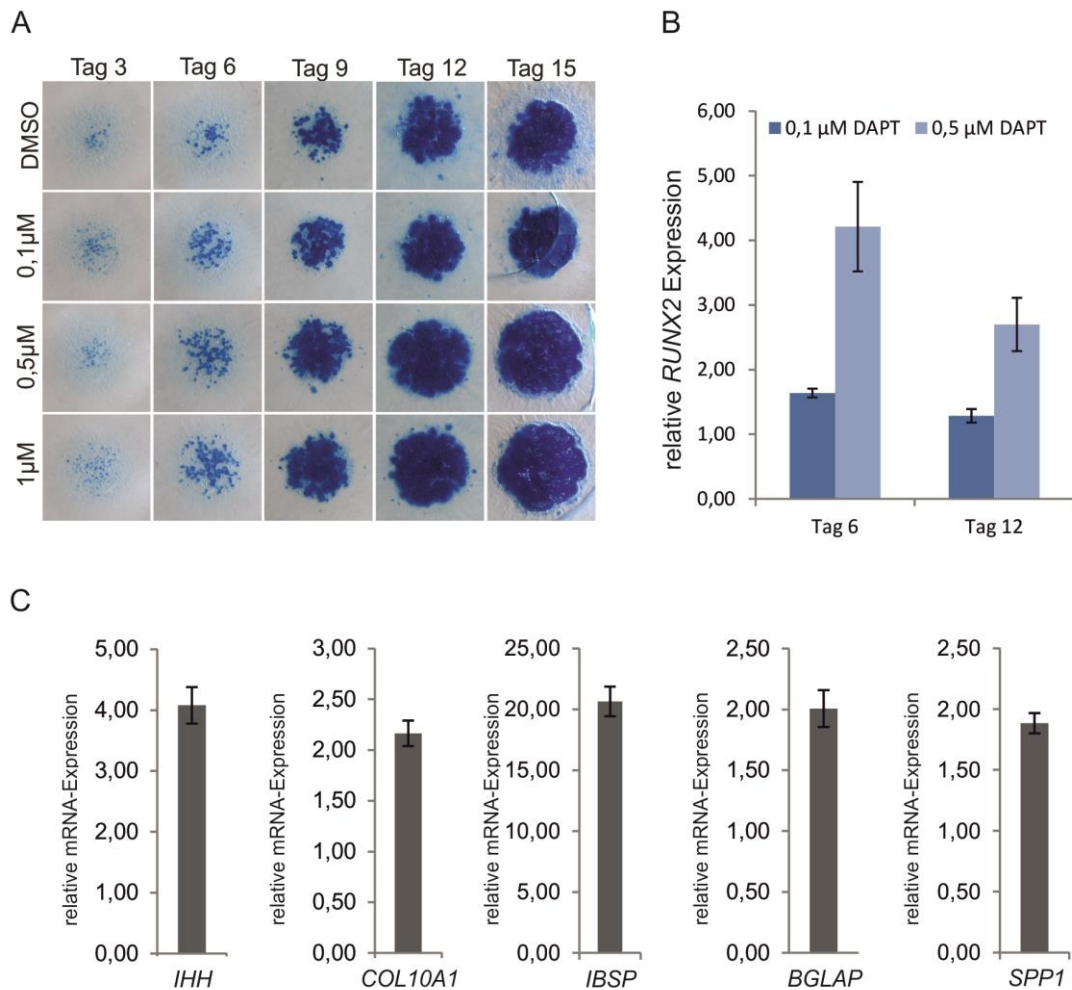 A
Tag 3 Tag 6 Tag 9 Tag 12 Tag 15
DMSO
0,1µM
0,5µM
1µM
B
relative RUNX2 Expression
6,00
5,00
4,00
3,00
2,00
1,00
0,00
0,1 µM DAPT 0,5 µM DAPT
Tag 6 Tag 12
C
relative mRNA-Expression
5,00
4,00
3,00
2,00
1,00
0,00
IHH
relative mRNA-Expression
3,00
2,50
2,00
1,50
1,00
0,50
0,00
COL10A1
relative mRNA-Expression
25,00
20,00
15,00
10,00
5,00
0,00
IBSP
relative mRNA-Expression
2,50
2,00
1,50
1,00
0,50
0,00
BGLAP
relative mRNA-Expression
2,50
2,00
1,50
1,00
0,50
0,00
SPP1